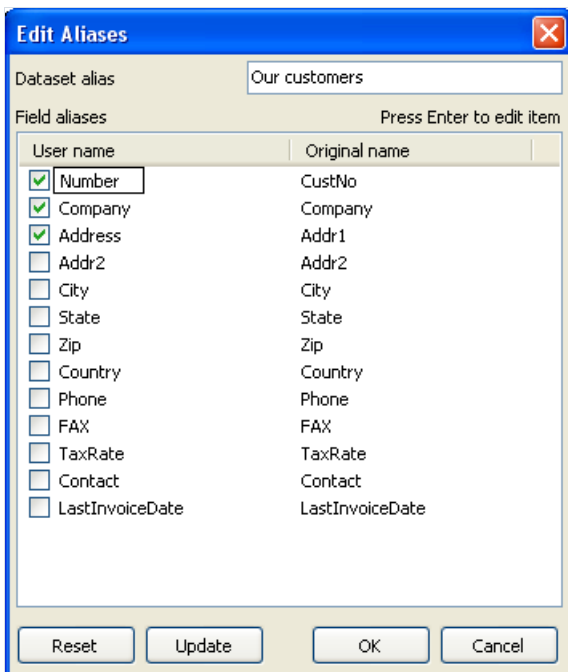 Edit Aliases
Dataset alias Our customers
Field aliases Press Enter to edit item
User name Original name
Number CustNo
Company Company
Address Addr1
Addr2 Addr2
City City
State State
Zip Zip
Country Country
Phone Phone
FAX FAX
TaxRate TaxRate
Contact Contact
LastInvoiceDate LastInvoiceDate
Reset Update OK Cancel